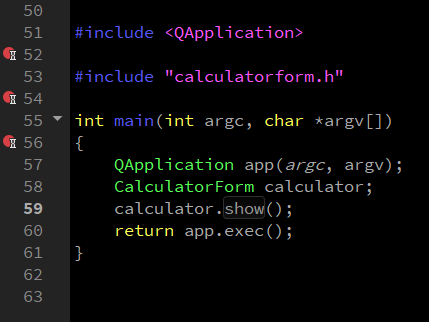 50
51 #include <QApplication>
52
53 #include "calculatorform.h"
54
55 int main(int argc, char *argv[])
56 {
57     QApplication app(argc, argv);
58     CalculatorForm calculator;
59     calculator.show();
60     return app.exec();
61 }
62
63